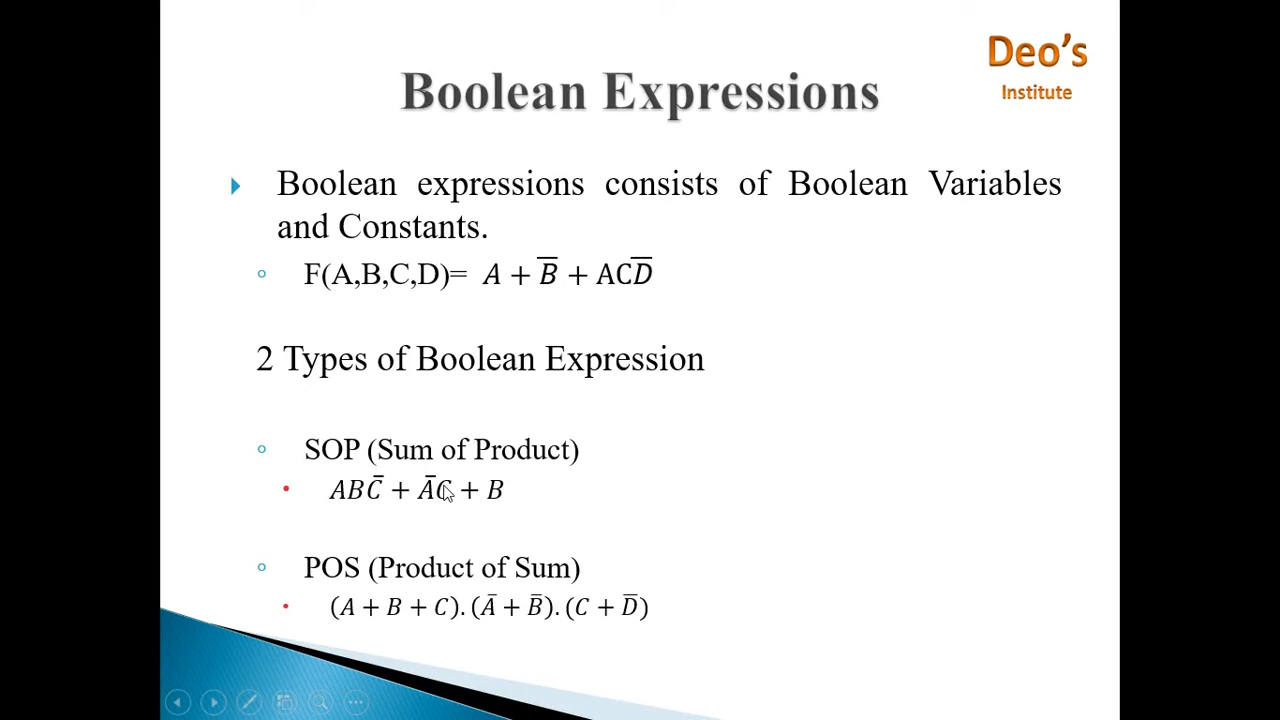 Deo's
Institute
Boolean Expressions
Boolean expressions consists of Boolean Variables
and Constants.
F(A,B,C,D)= A + B̅ + ACD̅
2 Types of Boolean Expression
SOP (Sum of Product)
ABC̅ + A̅C + B
POS (Product of Sum)
(A + B + C).(A̅ + B̅).(C + D̅)